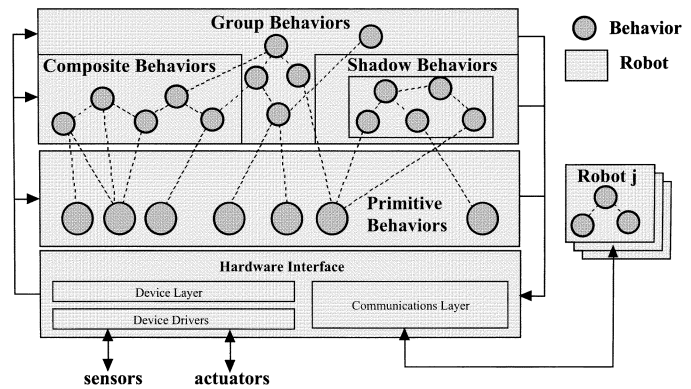 Group Behaviors
Behavior
Composite Behaviors
Shadow Behaviors
Robot
Robot j
Primitive
Behaviors
Hardware Interface
Device Layer
Communications Layer
Device Drivers
sensors
actuators